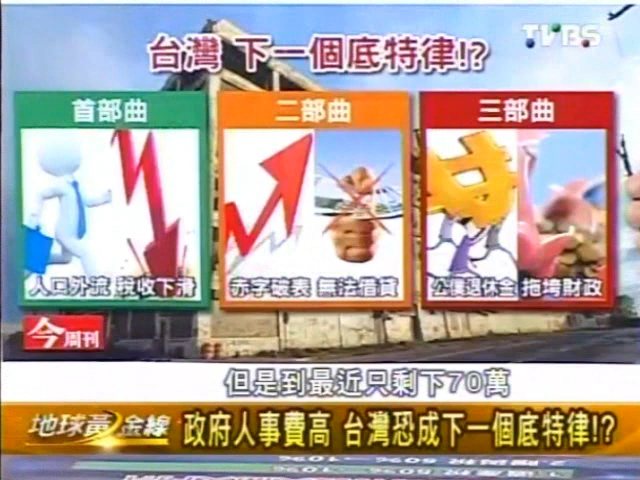 TVBS
台灣 下一個底特律!?
首部曲
二部曲
三部曲
人口外流 稅收下滑
赤字破表 無法借貸
公債退休金 拖垮財政
今周刊
但是到最近只剩下70萬
地球黃金線
政府人事費高 台灣恐成下一個底特律!?